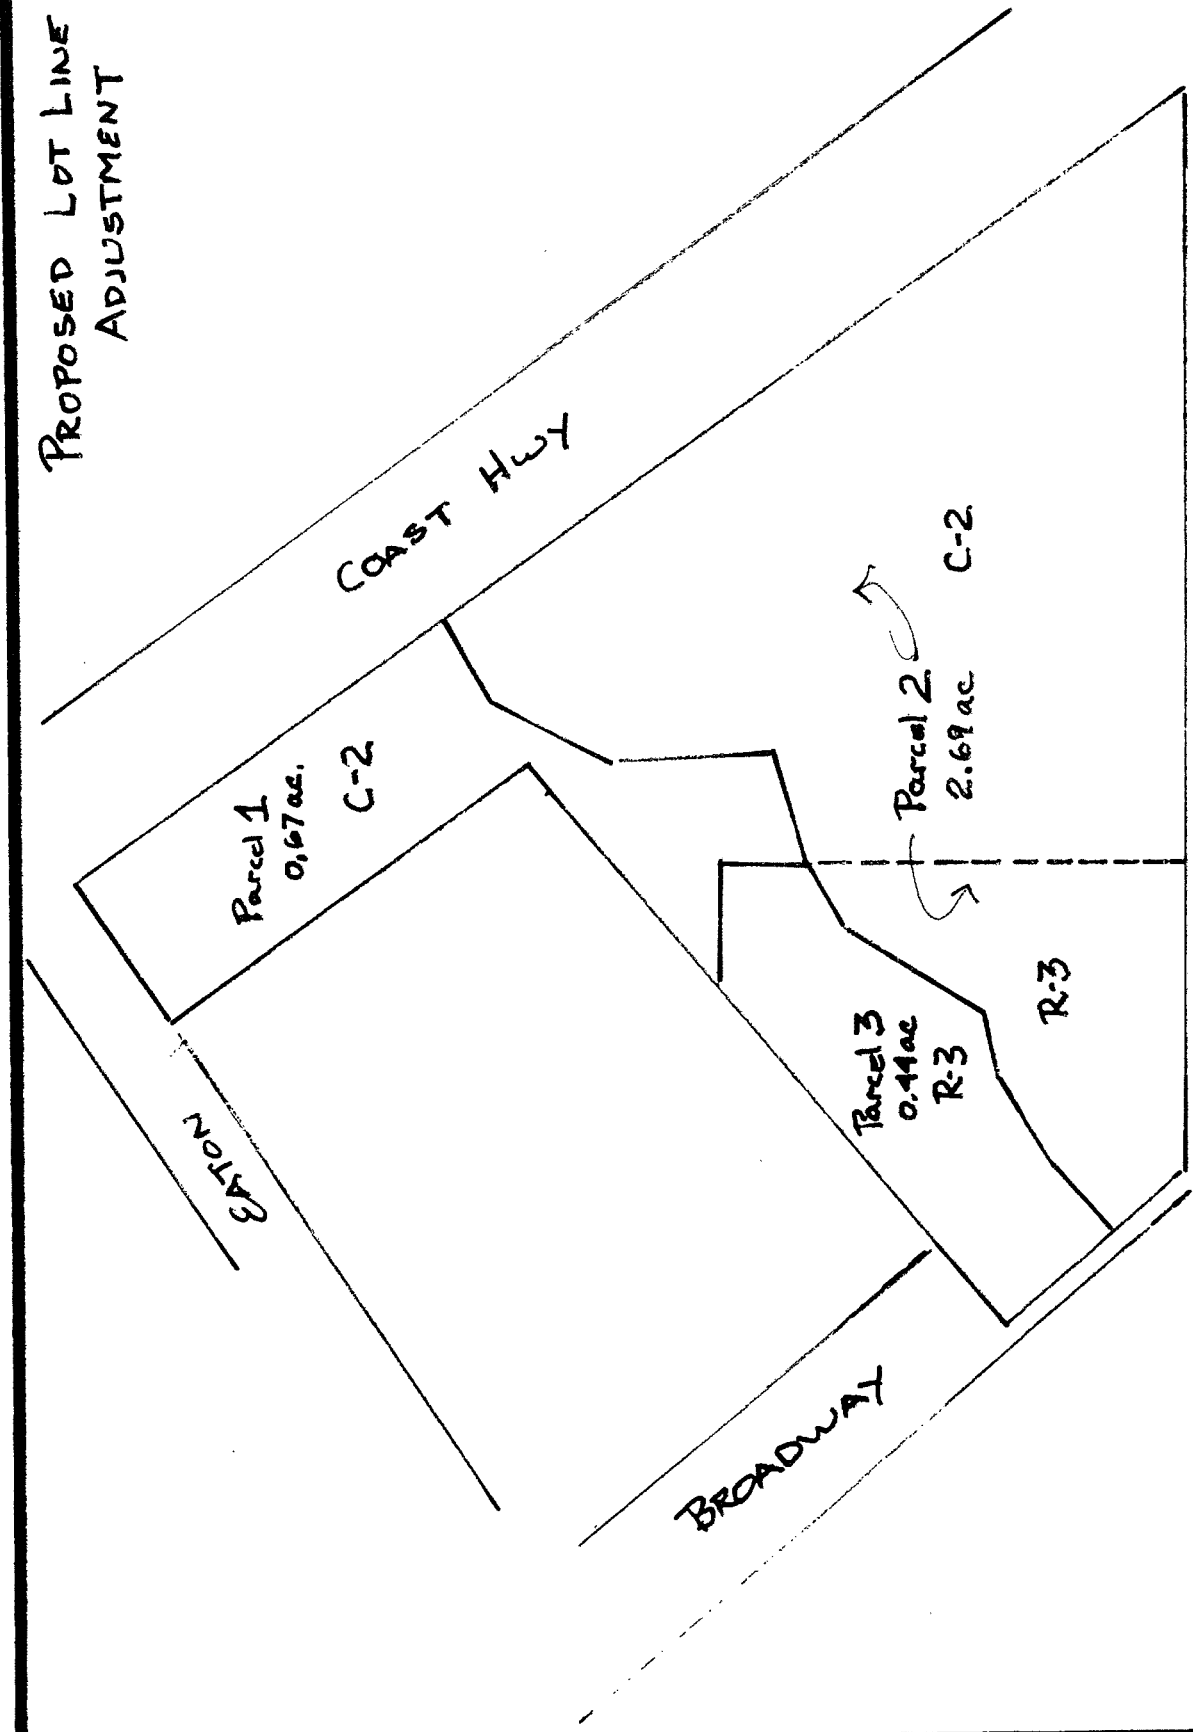 PROPOSED LOT LINE
ADJUSTMENT
COAST HWY
Parcel 1
0.67 ac.
C-2
EATON
Parcel 2
2.69 ac
C-2
R-3
Parcel 3
0.44 ac
R-3
BROADWAY